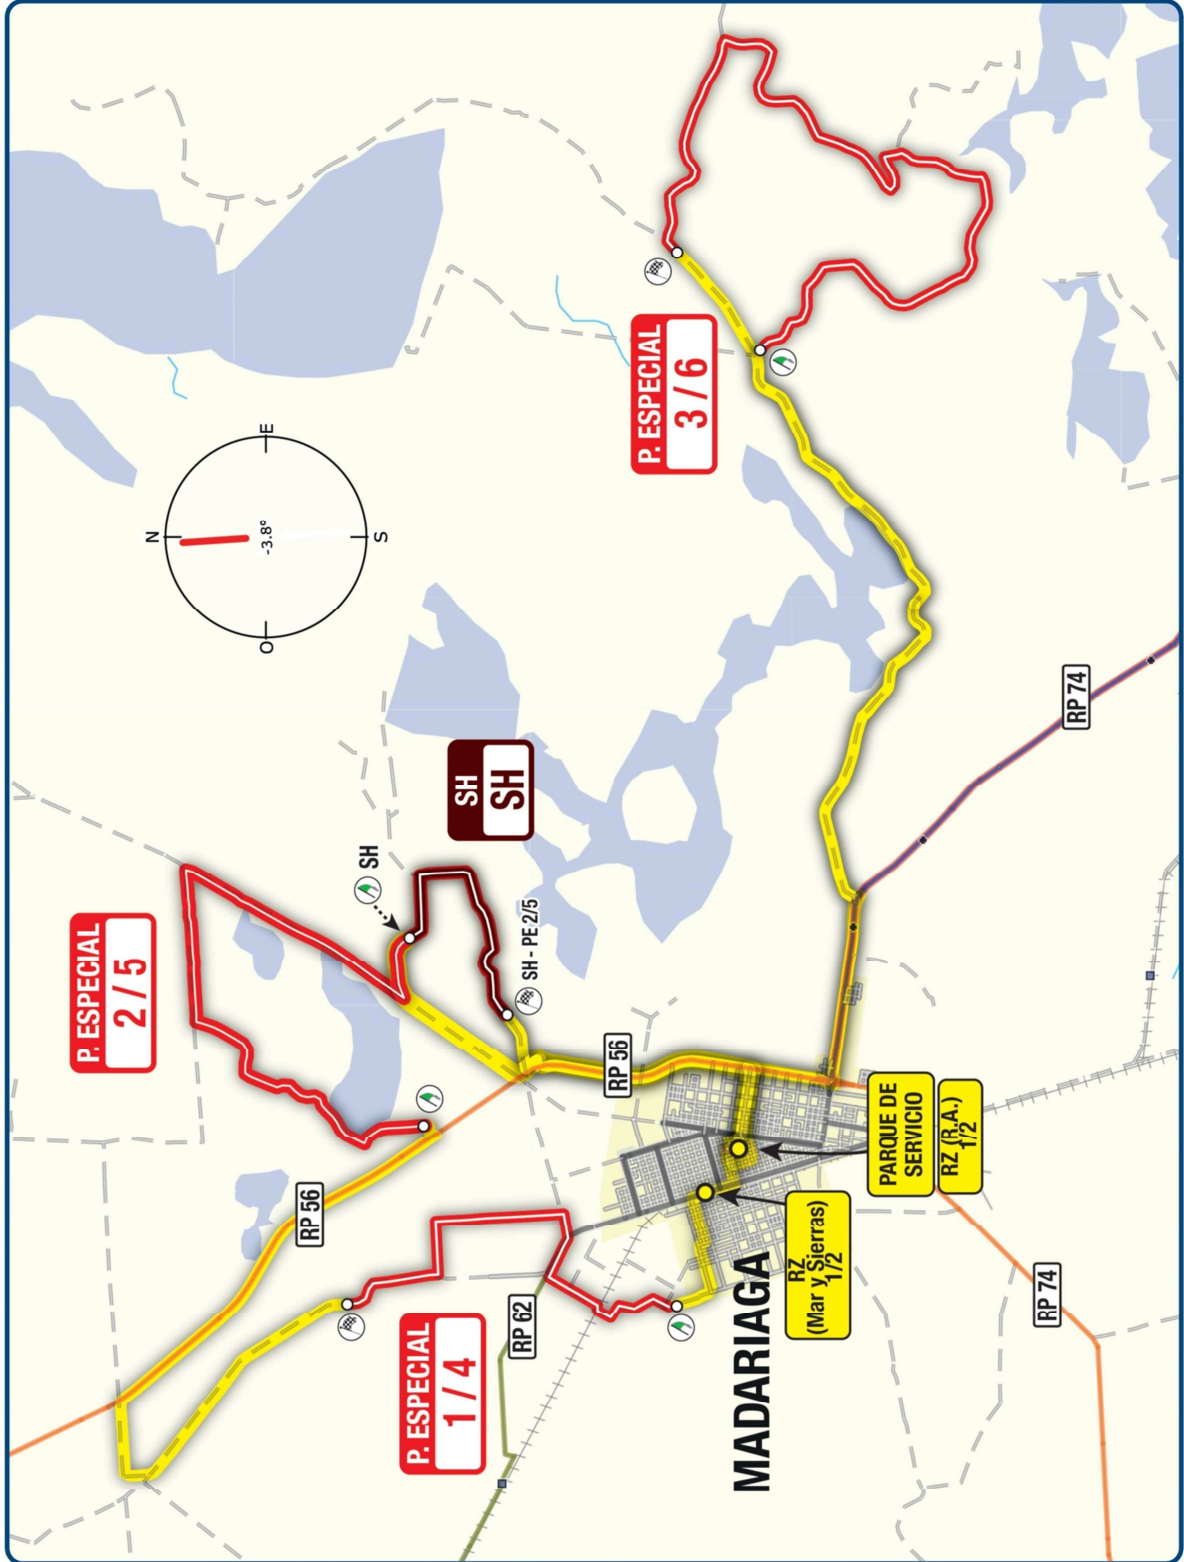 P. ESPECIAL
2 / 5
RP 56
P. ESPECIAL
1 / 4
RP 62
MADARIAGA
RZ
(Mar y Sierras)
1/2
PARQUE DE
SERVICIO
RZ (R.A.)
1/2
RP 74
RP 56
SH
SH - PE 2/5
SH
SH
N
E
S
O
-3.8°
P. ESPECIAL
3 / 6
RP 74